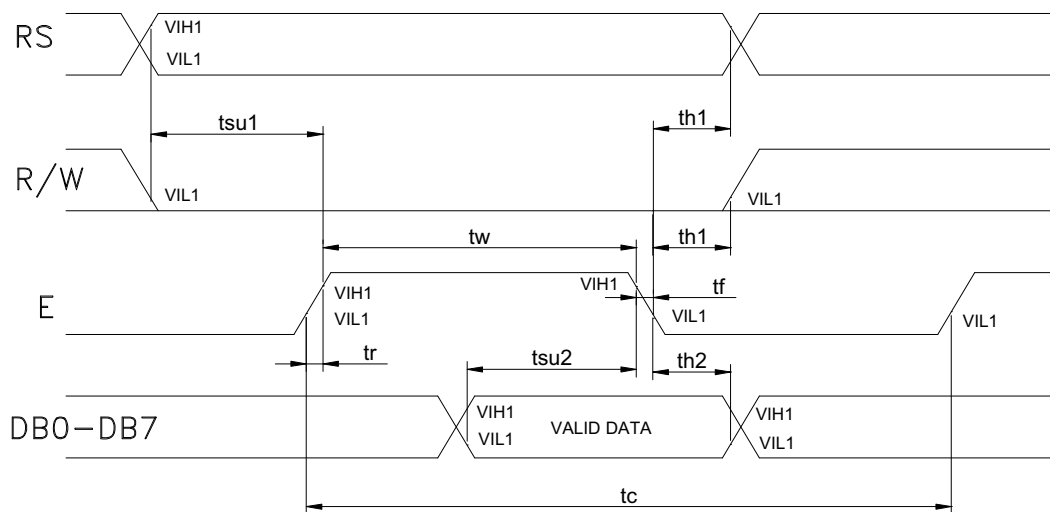 RS
VIH1
VIL1
tsu1
th1
R/W
VIL1
VIL1
tw
th1
E
VIH1
VIL1
VIH1
tf
VIL1
VIL1
tr
tsu2
th2
DB0-DB7
VIH1
VIL1
VALID DATA
VIH1
VIL1
tc